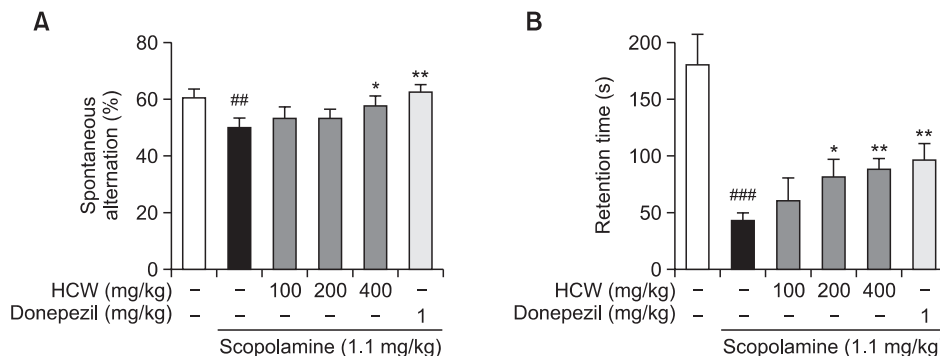 A
80
60
40
20
0
Spontaneous
alternation (%)
##
*
**
HCW (mg/kg) – – 100 200 400 –
Donepezil (mg/kg) – – – – – 1
Scopolamine (1.1 mg/kg)
B
200
150
100
50
0
Retention time (s)
###
*
**
**
HCW (mg/kg) – – 100 200 400 –
Donepezil (mg/kg) – – – – – 1
Scopolamine (1.1 mg/kg